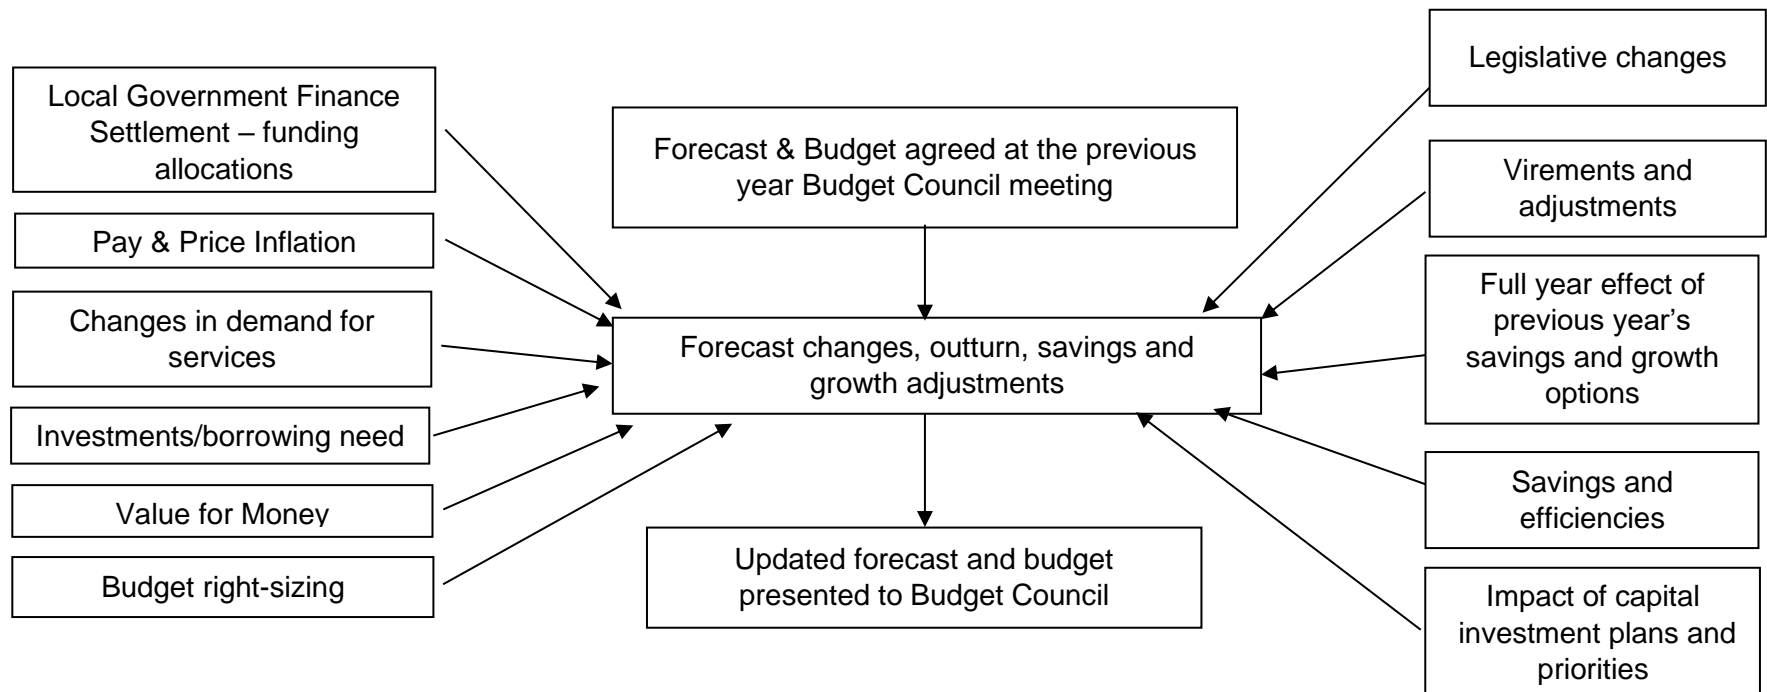 Local Government Finance
Settlement – funding
allocations
Pay & Price Inflation
Changes in demand for
services
Investments/borrowing need
Value for Money
Budget right-sizing
Forecast & Budget agreed at the previous
year Budget Council meeting
Forecast changes, outturn, savings and
growth adjustments
Updated forecast and budget
presented to Budget Council
Legislative changes
Virements and
adjustments
Full year effect of
previous year’s
savings and growth
options
Savings and
efficiencies
Impact of capital
investment plans and
priorities